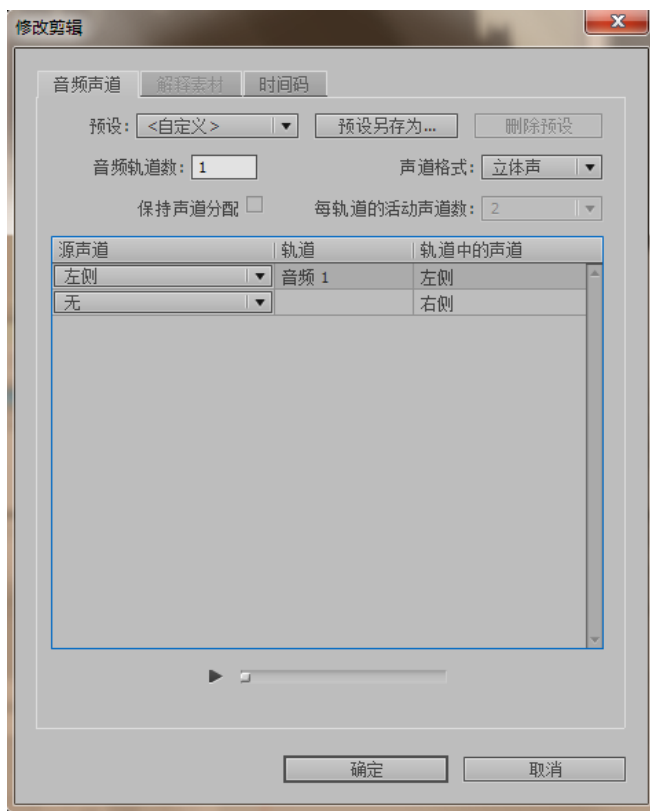 修改剪辑
音频声道 解释素材 时间码
预设: <自定义> 预设另存为... 删除预设
音频轨道数: 1 声道格式: 立体声
保持声道分配 每轨道的活动声道数: 2
源声道 轨道 轨道中的声道
左侧 音频 1 左侧
无 右侧
确定 取消